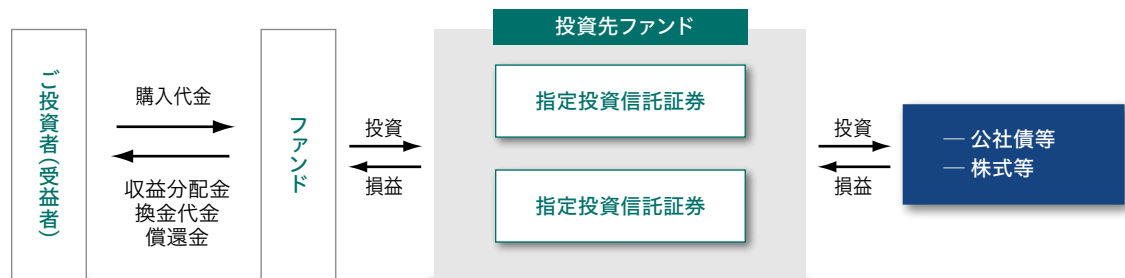 ご投資者(受益者)
購入代金
収益分配金
換金代金
償還金
ファンド
投資
損益
投資先ファンド
指定投資信託証券
指定投資信託証券
投資
損益
― 公社債等
― 株式等